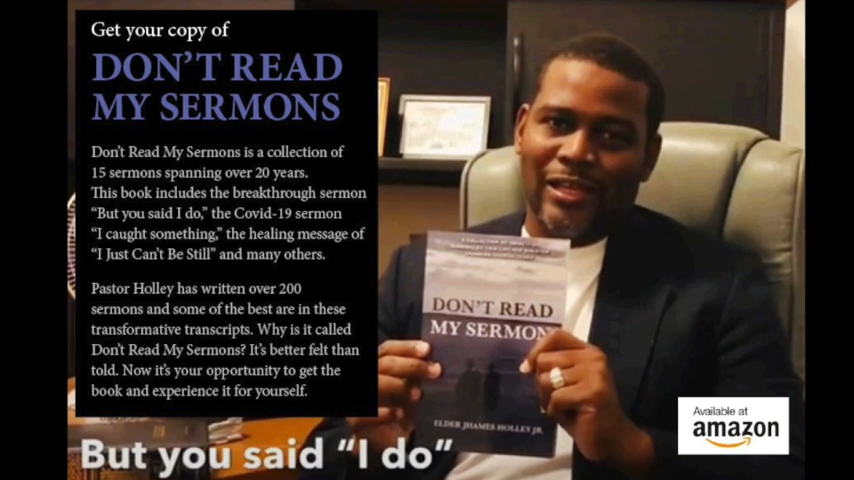 Get your copy of
DON'T READ
MY SERMONS
Don't Read My Sermons is a collection of
15 sermons spanning over 20 years.
This book includes the breakthrough sermon
“But you said I do,” the Covid-19 sermon
“I caught something,” the healing message of
“I Just Can't Be Still” and many others.
Pastor Holley has written over 200
sermons and some of the best are in these
transformative transcripts. Why is it called
Don't Read My Sermons? It's better felt than
told. Now it's your opportunity to get the
book and experience it for yourself.
DON'T READ
MY SERMON
ELDER JHAMES HOLLEY JR.
But you said “I do”
Available at
amazon